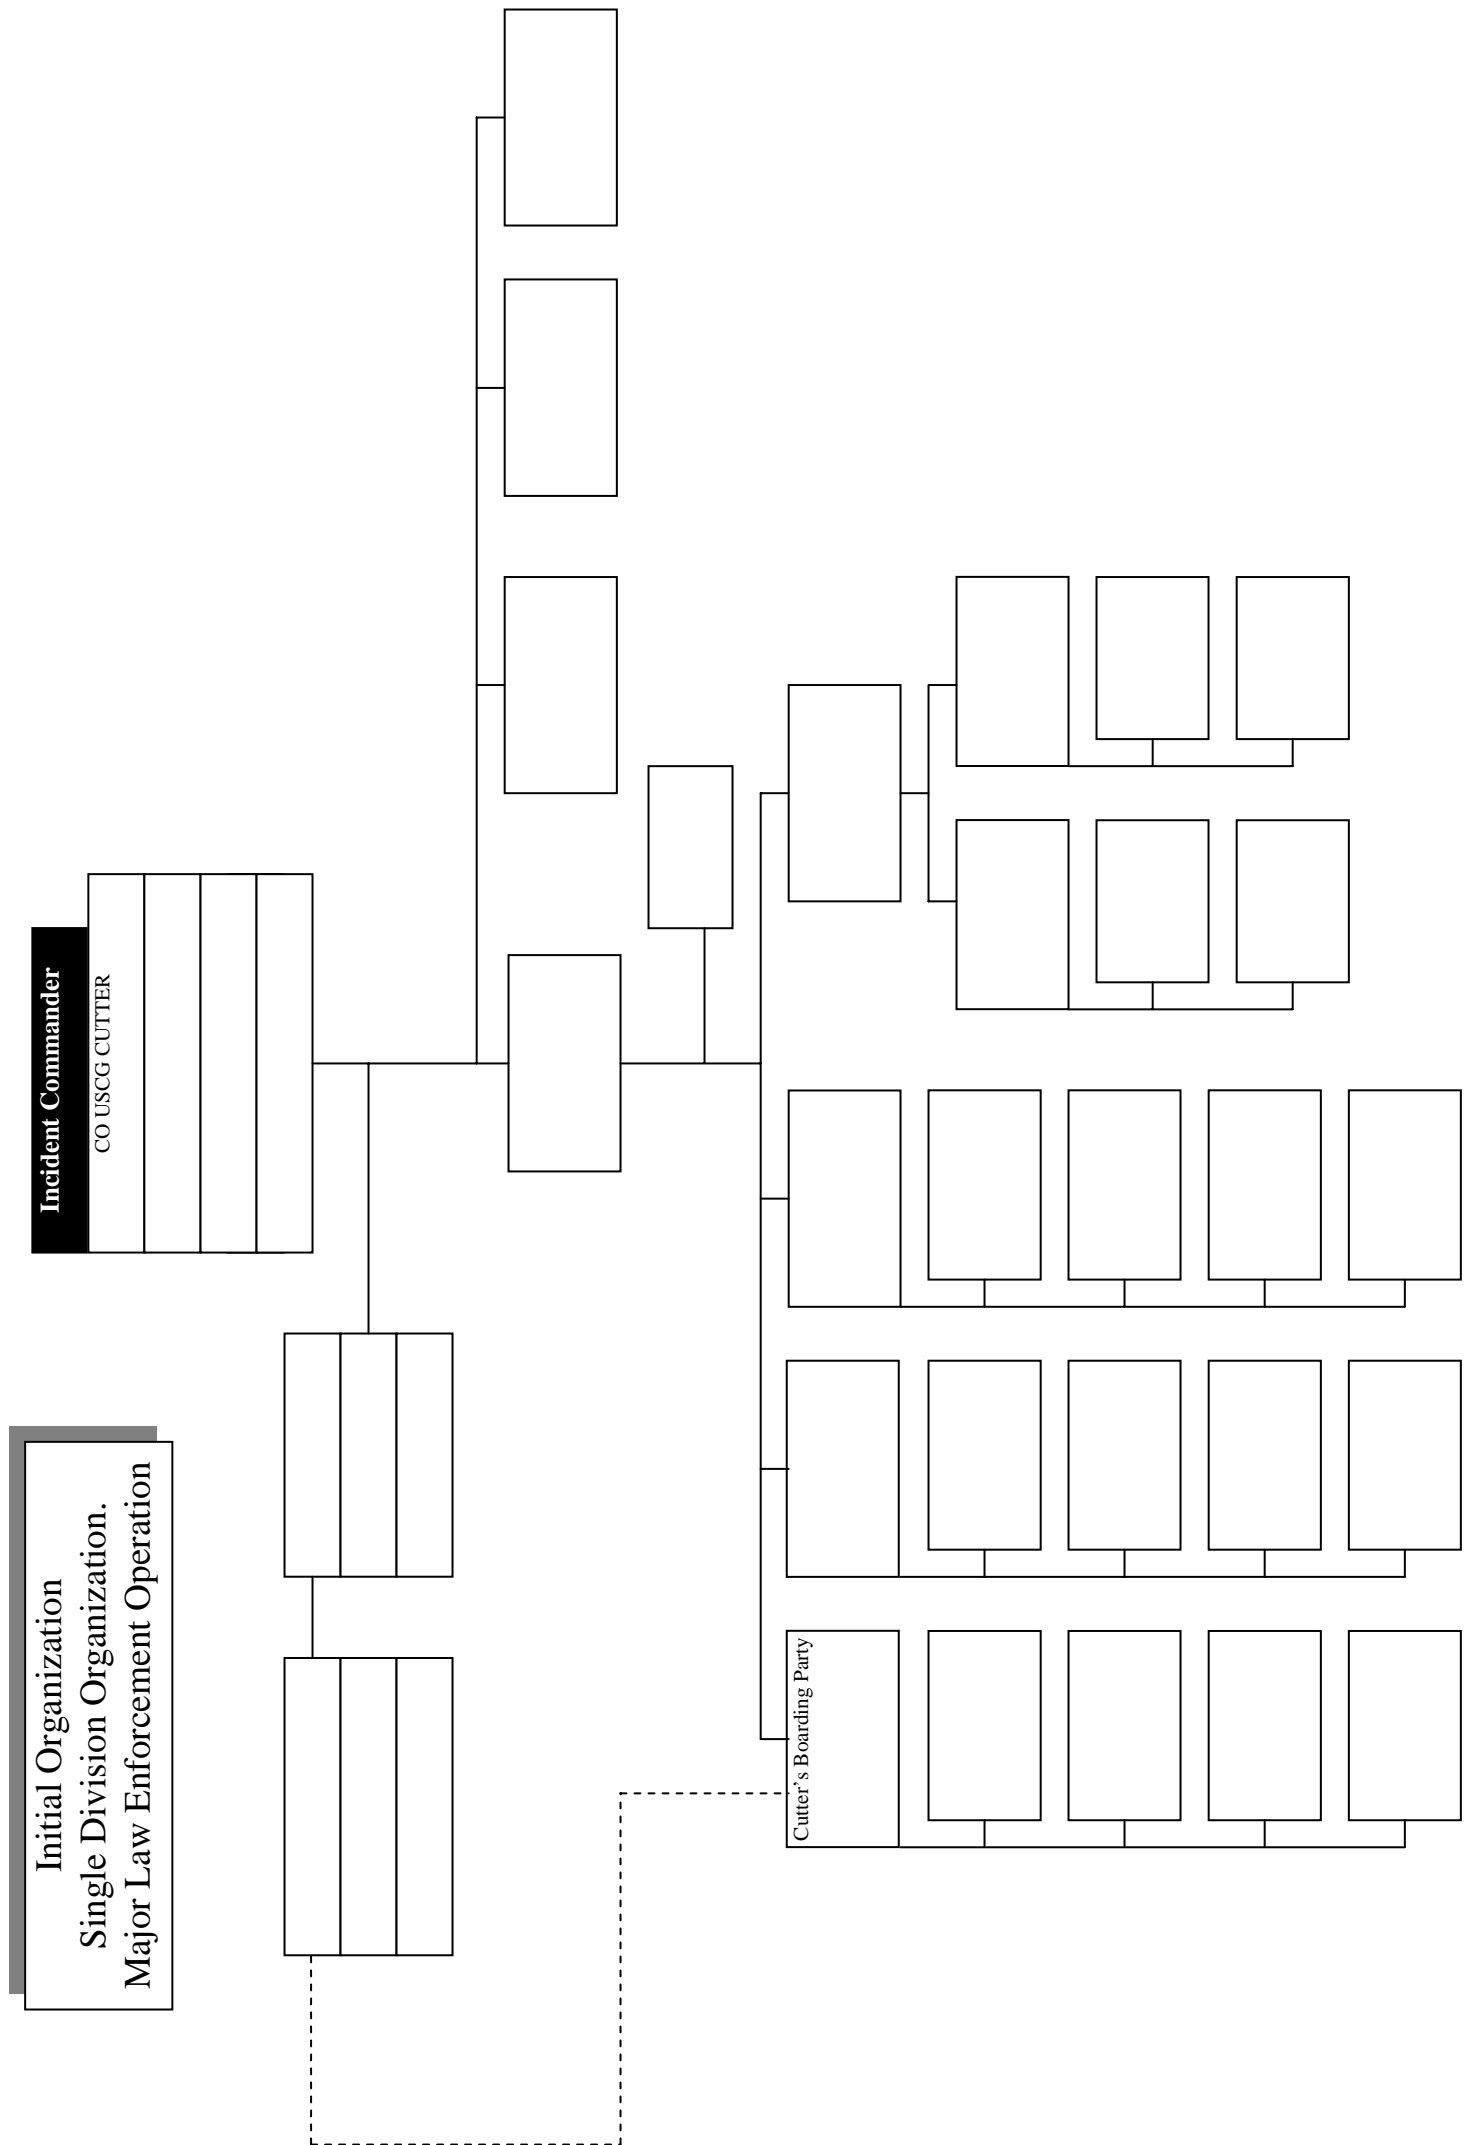 Initial Organization
Single Division Organization.
Major Law Enforcement Operation
Incident Commander
CO USCG CUTTER
Cutter's Boarding Party